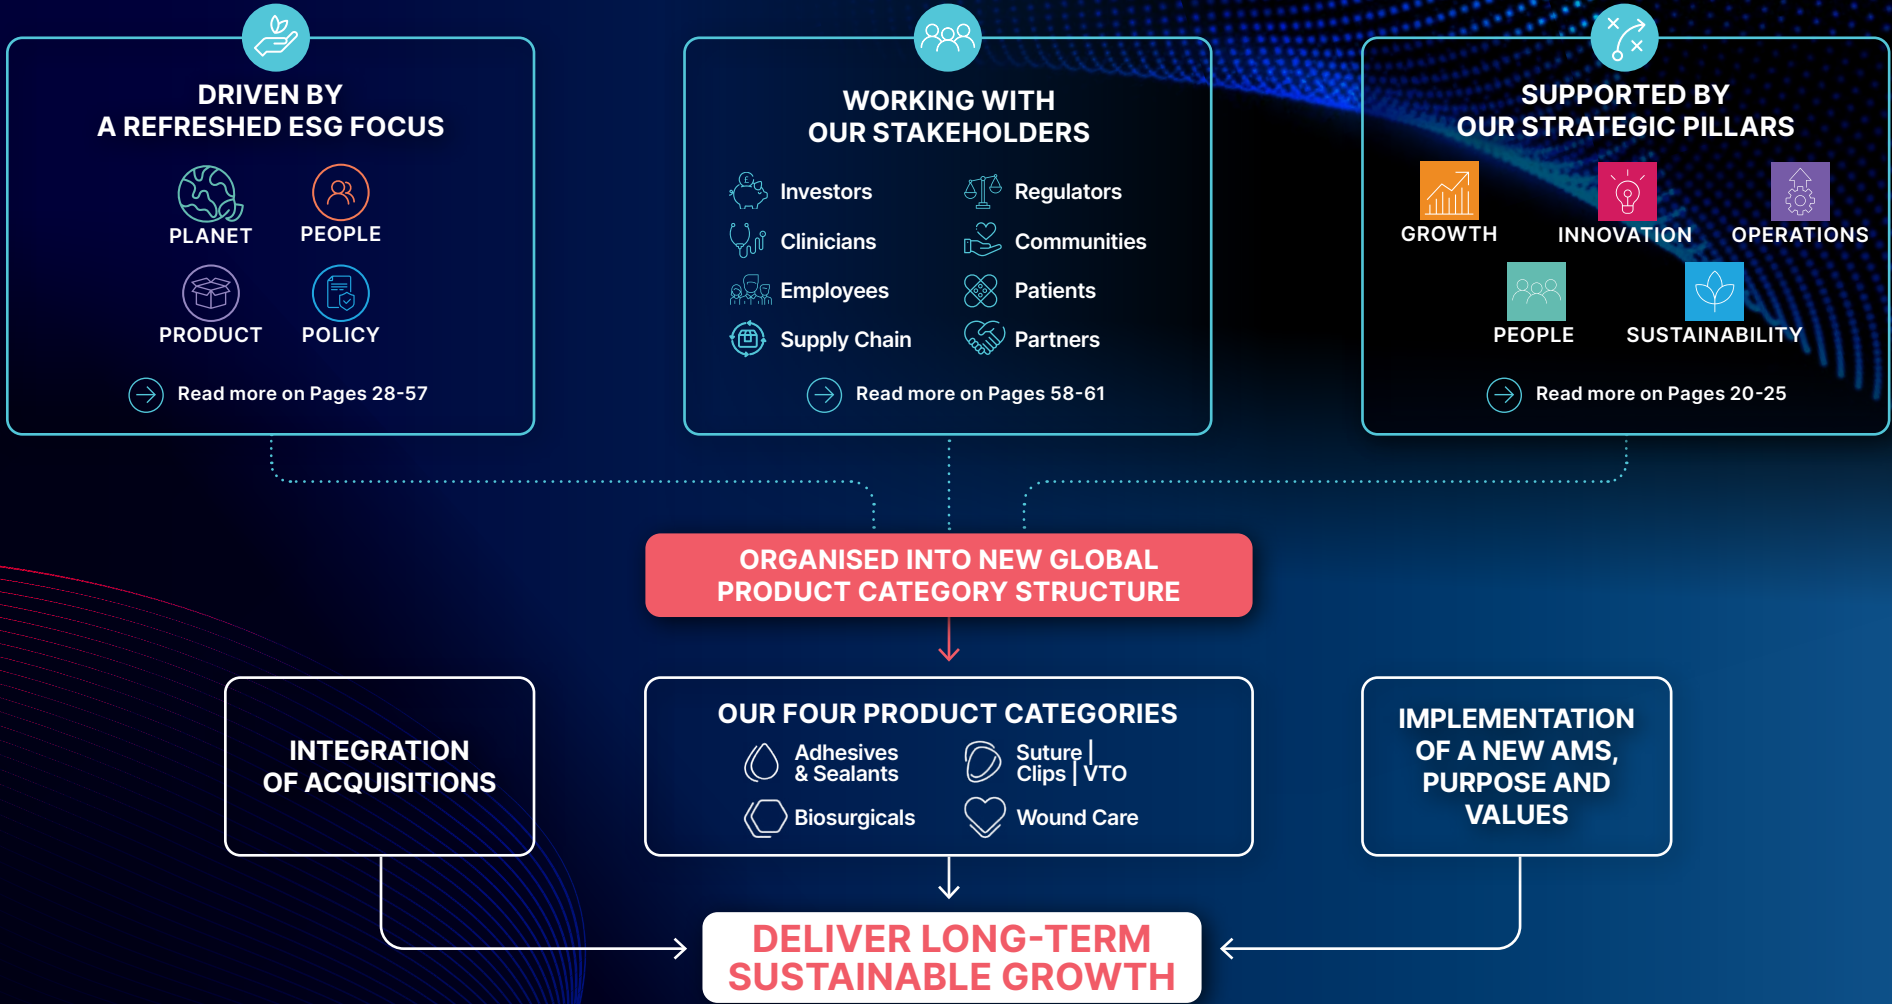 DRIVEN BY
A REFRESHED ESG FOCUS
PLANET
PEOPLE
PRODUCT
POLICY
Read more on Pages 28-57
WORKING WITH
OUR STAKEHOLDERS
£
Investors
Regulators
Clinicians
Communities
Employees
Patients
Supply Chain
Partners
Read more on Pages 58-61
SUPPORTED BY
OUR STRATEGIC PILLARS
GROWTH
INNOVATION
OPERATIONS
PEOPLE
SUSTAINABILITY
Read more on Pages 20-25
ORGANISED INTO NEW GLOBAL
PRODUCT CATEGORY STRUCTURE
INTEGRATION
OF ACQUISITIONS
OUR FOUR PRODUCT CATEGORIES
Adhesives
& Sealants
Suture |
Clips | VTO
Biosurgicals
Wound Care
IMPLEMENTATION
OF A NEW AMS,
PURPOSE AND
VALUES
DELIVER LONG-TERM
SUSTAINABLE GROWTH